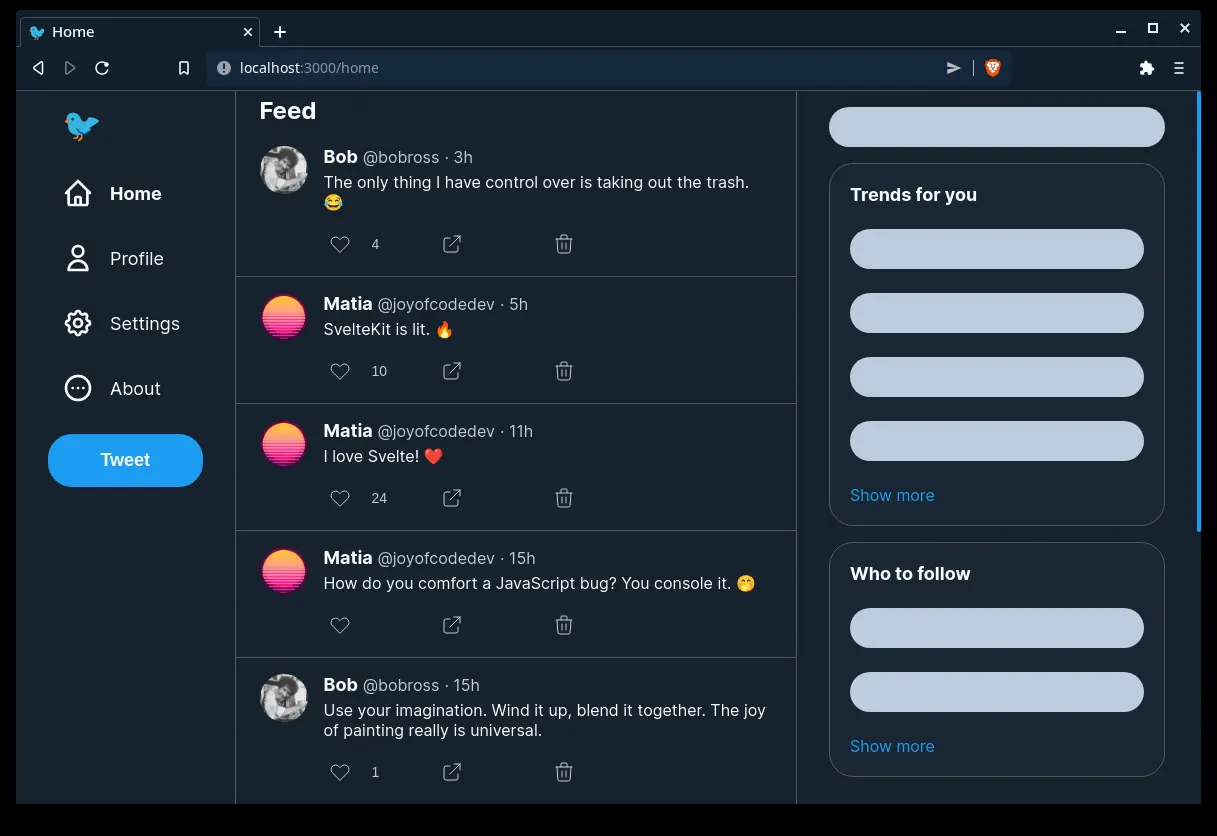 Home
localhost:3000/home
Home
Profile
Settings
About
Tweet
Feed
Bob @bobross · 3h
The only thing I have control over is taking out the trash.
😂
4
Matia @joyofcodedev · 5h
SvelteKit is lit. 🔥
10
Matia @joyofcodedev · 11h
I love Svelte! ❤️
24
Matia @joyofcodedev · 15h
How do you comfort a JavaScript bug? You console it. 🤭
Bob @bobross · 15h
Use your imagination. Wind it up, blend it together. The joy
of painting really is universal.
1
Trends for you
Show more
Who to follow
Show more